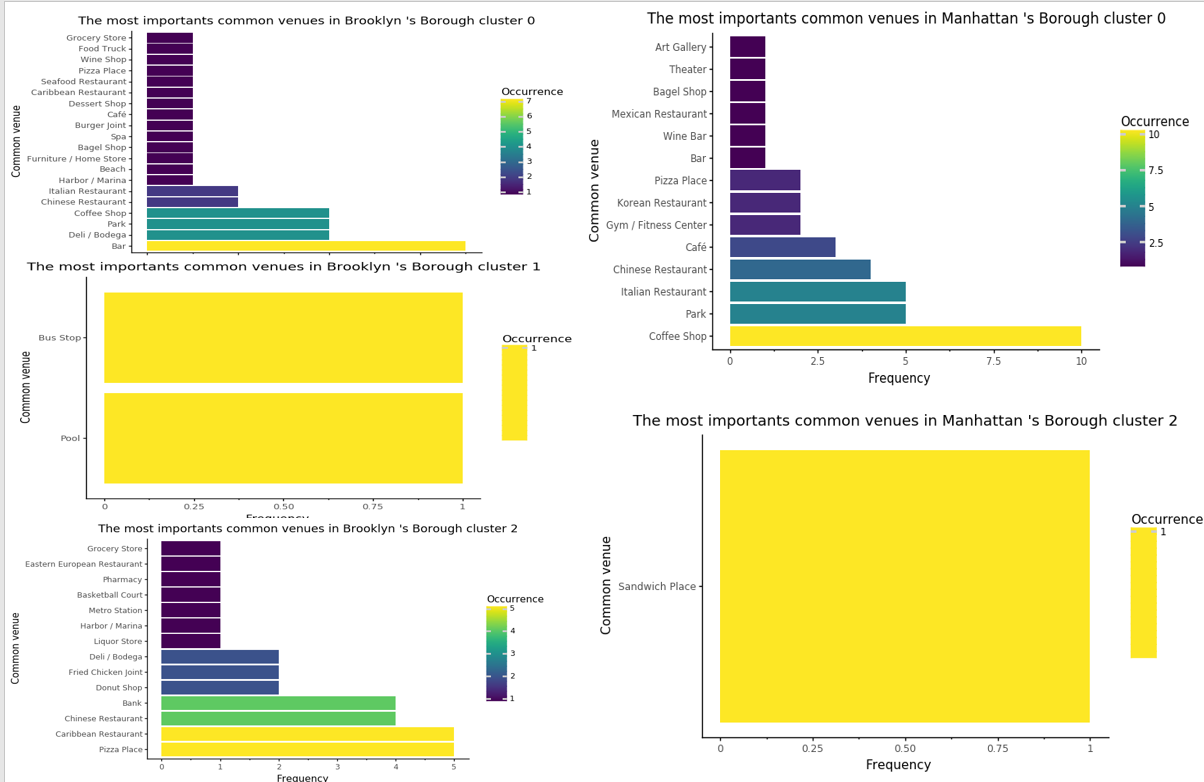 The most importants common venues in Brooklyn 's Borough cluster 0
Common venue
Grocery Store
Food Truck
Wine Shop
Pizza Place
Seafood Restaurant
Caribbean Restaurant
Dessert Shop
Café
Burger Joint
Spa
Bagel Shop
Furniture / Home Store
Beach
Harbor / Marina
Italian Restaurant
Chinese Restaurant
Coffee Shop
Park
Deli / Bodega
Bar
Occurrence
7
6
5
4
3
2
1
The most importants common venues in Brooklyn 's Borough cluster 1
Common venue
Bus Stop
Pool
0 0.25 0.50 0.75 1
Frequency
Occurrence
1
The most importants common venues in Brooklyn 's Borough cluster 2
Common venue
Grocery Store
Eastern European Restaurant
Pharmacy
Basketball Court
Metro Station
Harbor / Marina
Liquor Store
Deli / Bodega
Fried Chicken Joint
Donut Shop
Bank
Chinese Restaurant
Caribbean Restaurant
Pizza Place
0 1 2 3 4 5
Frequency
Occurrence
5
4
3
2
1
The most importants common venues in Manhattan 's Borough cluster 0
Common venue
Art Gallery
Theater
Bagel Shop
Mexican Restaurant
Wine Bar
Bar
Pizza Place
Korean Restaurant
Gym / Fitness Center
Café
Chinese Restaurant
Italian Restaurant
Park
Coffee Shop
0 2.5 5 7.5 10
Frequency
Occurrence
10
7.5
5
2.5
The most importants common venues in Manhattan 's Borough cluster 2
Common venue
Sandwich Place
0 0.25 0.50 0.75 1
Frequency
Occurrence
1